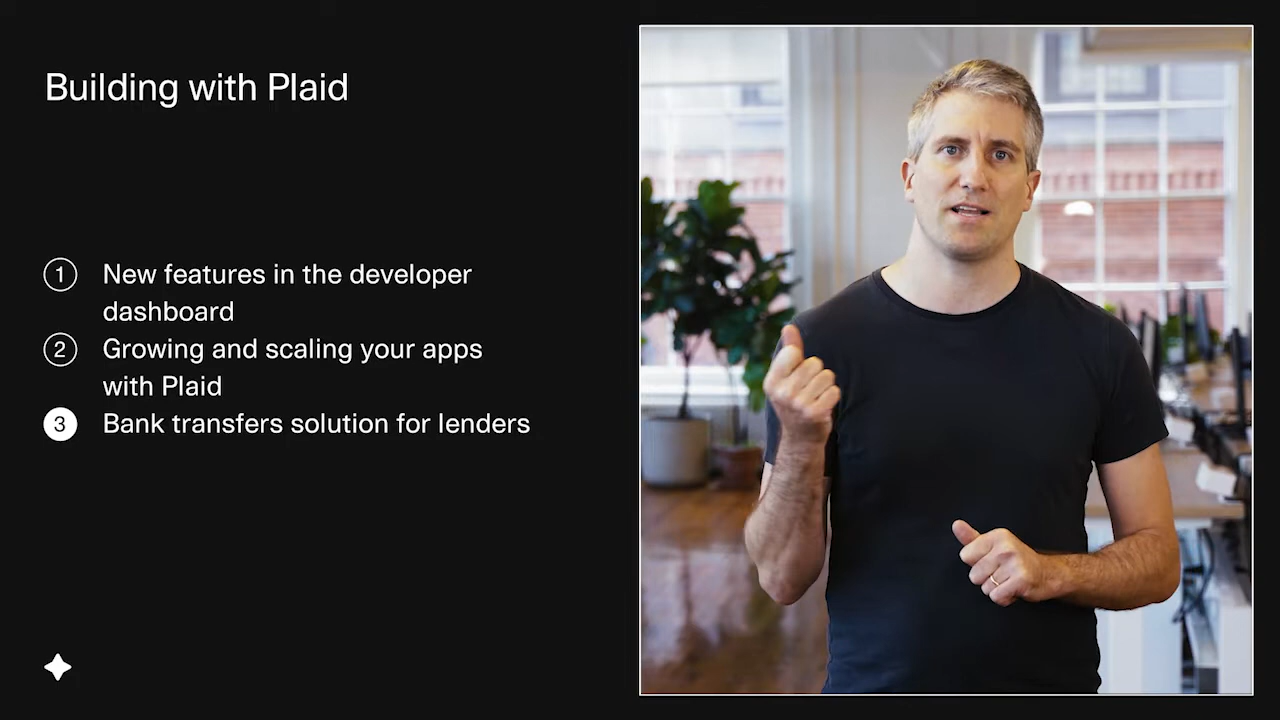 Building with Plaid
1 New features in the developer
dashboard
2 Growing and scaling your apps
with Plaid
3 Bank transfers solution for lenders